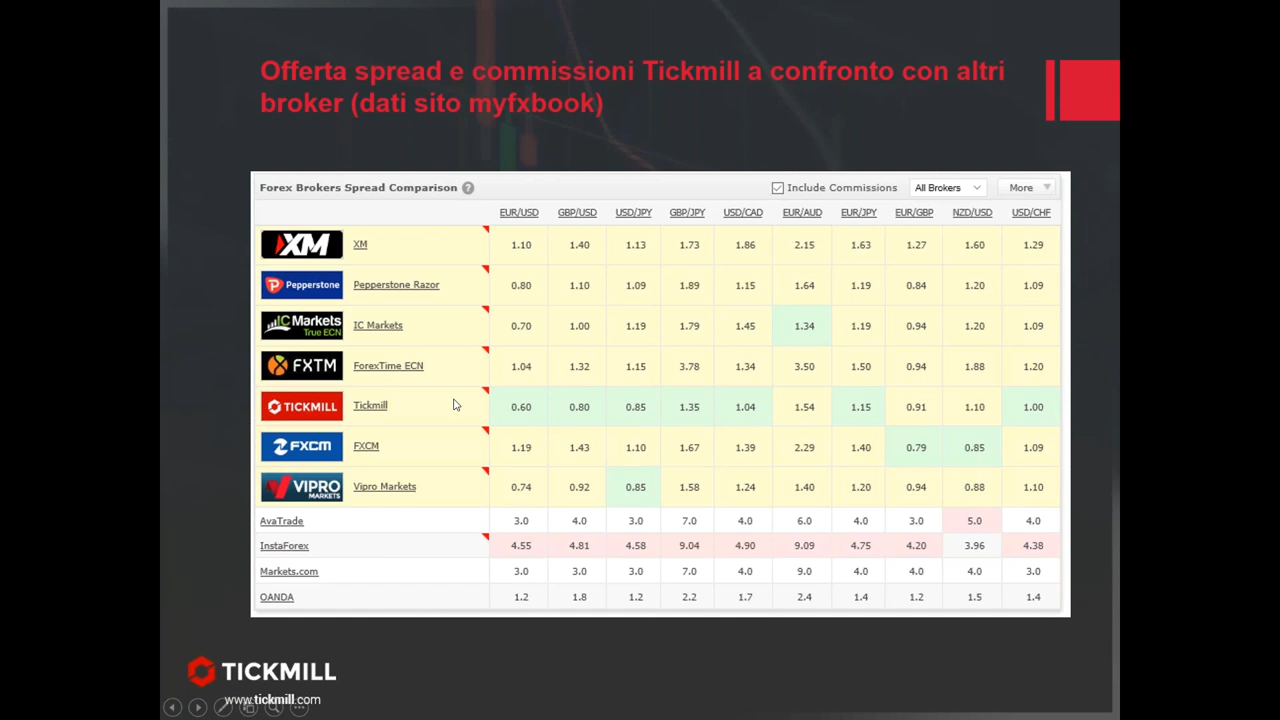 Offerta spread e commissioni Tickmill a confronto con altri
broker (dati sito myfxbook)
Forex Brokers Spread Comparison ? Include Commissions All Brokers More
EUR/USD GBP/USD USD/JPY GBP/JPY USD/CAD EUR/AUD EUR/JPY EUR/GBP NZD/USD USD/CHF
XM XM 1.10 1.40 1.13 1.73 1.86 2.15 1.63 1.27 1.60 1.29
Pepperstone Pepperstone Razor 0.80 1.10 1.09 1.89 1.15 1.64 1.19 0.84 1.20 1.09
IC Markets True ECN IC Markets 0.70 1.00 1.19 1.79 1.45 1.34 1.19 0.94 1.20 1.09
FXTM ForexTime ECN 1.04 1.32 1.15 3.78 1.34 3.50 1.50 0.94 1.88 1.20
TICKMILL Tickmill 0.60 0.80 0.85 1.35 1.04 1.54 1.15 0.91 1.10 1.00
FXCM FXCM 1.19 1.43 1.10 1.67 1.39 2.29 1.40 0.79 0.85 1.09
VIPRO MARKETS Vipro Markets 0.74 0.92 0.85 1.58 1.24 1.40 1.20 0.94 0.88 1.10
AvaTrade 3.0 4.0 3.0 7.0 4.0 6.0 4.0 3.0 5.0 4.0
InstaForex 4.55 4.81 4.58 9.04 4.90 9.09 4.75 4.20 3.96 4.38
Markets.com 3.0 3.0 3.0 7.0 4.0 9.0 4.0 4.0 4.0 3.0
OANDA 1.2 1.8 1.2 2.2 1.7 2.4 1.4 1.2 1.5 1.4
TICKMILL
www.tickmill.com